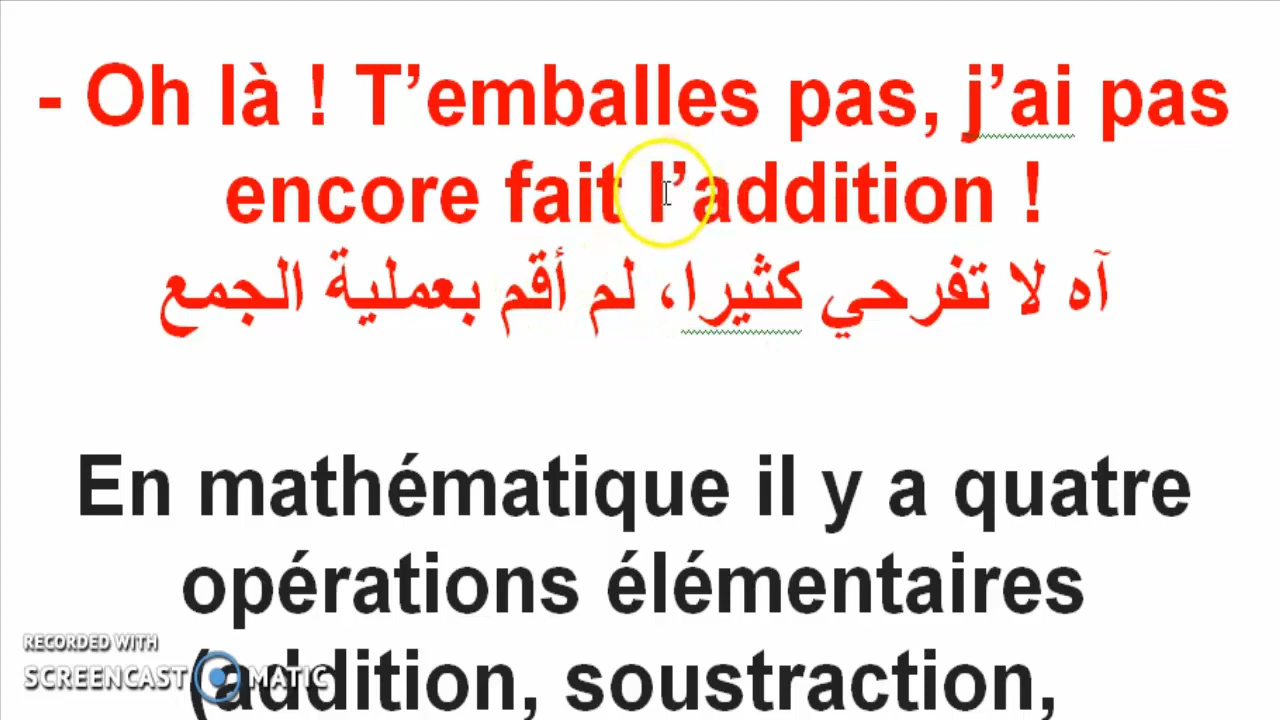 - Oh là ! T’emballes pas, j’ai pas
encore fait l’addition !
آه لا تفرحي كثيرا، لم أقم بعملية الجمع
En mathématique il y a quatre
opérations élémentaires
(addition, soustraction,
RECORDED WITH
SCREENCAST MATIC